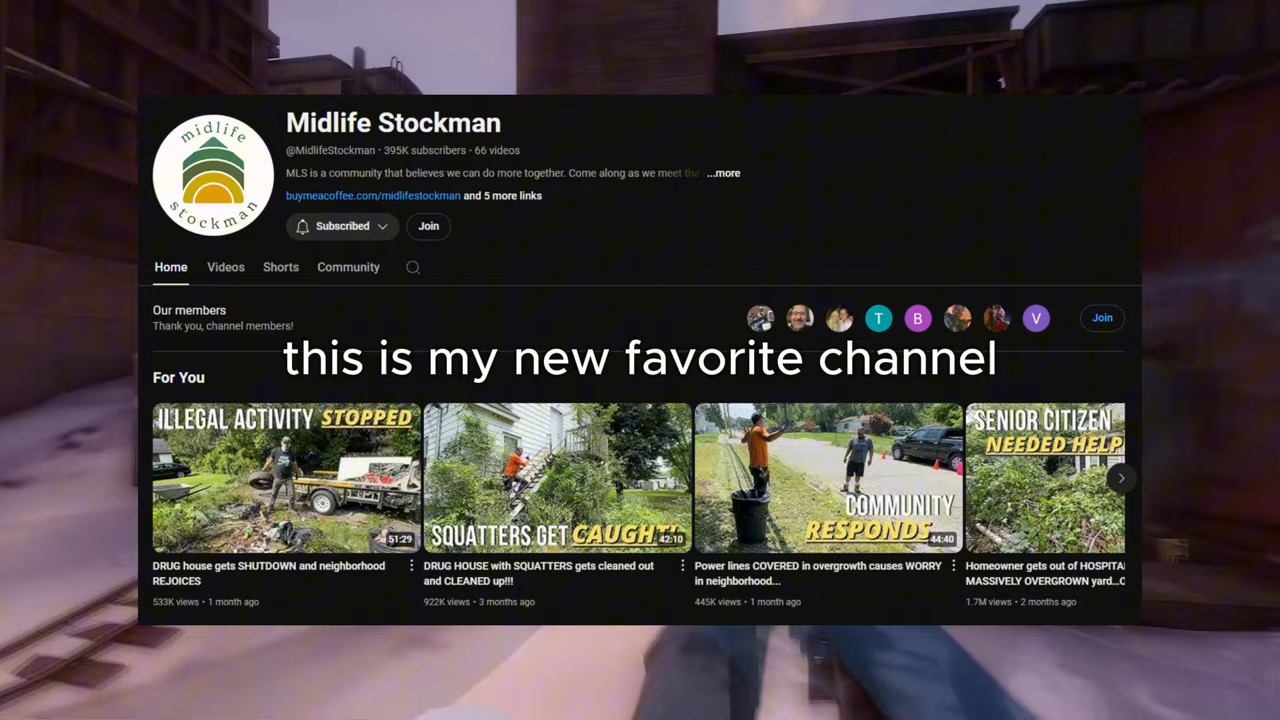 midlife
stockman
Midlife Stockman
@MidlifeStockman • 395K subscribers • 66 videos
MLS is a community that believes we can do more together. Come along as we meet the ...more
buymeacoffee.com/midlifestockman and 5 more links
Subscribed
Join
Home Videos Shorts Community
Our members
Thank you, channel members!
T B V
Join
this is my new favorite channel
For You
ILLEGAL ACTIVITY STOPPED
51:29
SQUATTERS GET CAUGHT!
42:10
COMMUNITY
RESPONDS
44:40
SENIOR CITIZEN
NEEDED HELP
DRUG house gets SHUTDOWN and neighborhood
REJOICES
533K views • 1 month ago
DRUG HOUSE with SQUATTERS gets cleaned out
and CLEANED up!!!
922K views • 3 months ago
Power lines COVERED in overgrowth causes WORRY
in neighborhood...
445K views • 1 month ago
Homeowner gets out of HOSPITA
MASSIVELY OVERGROWN yard...C
1.7M views • 2 months ago